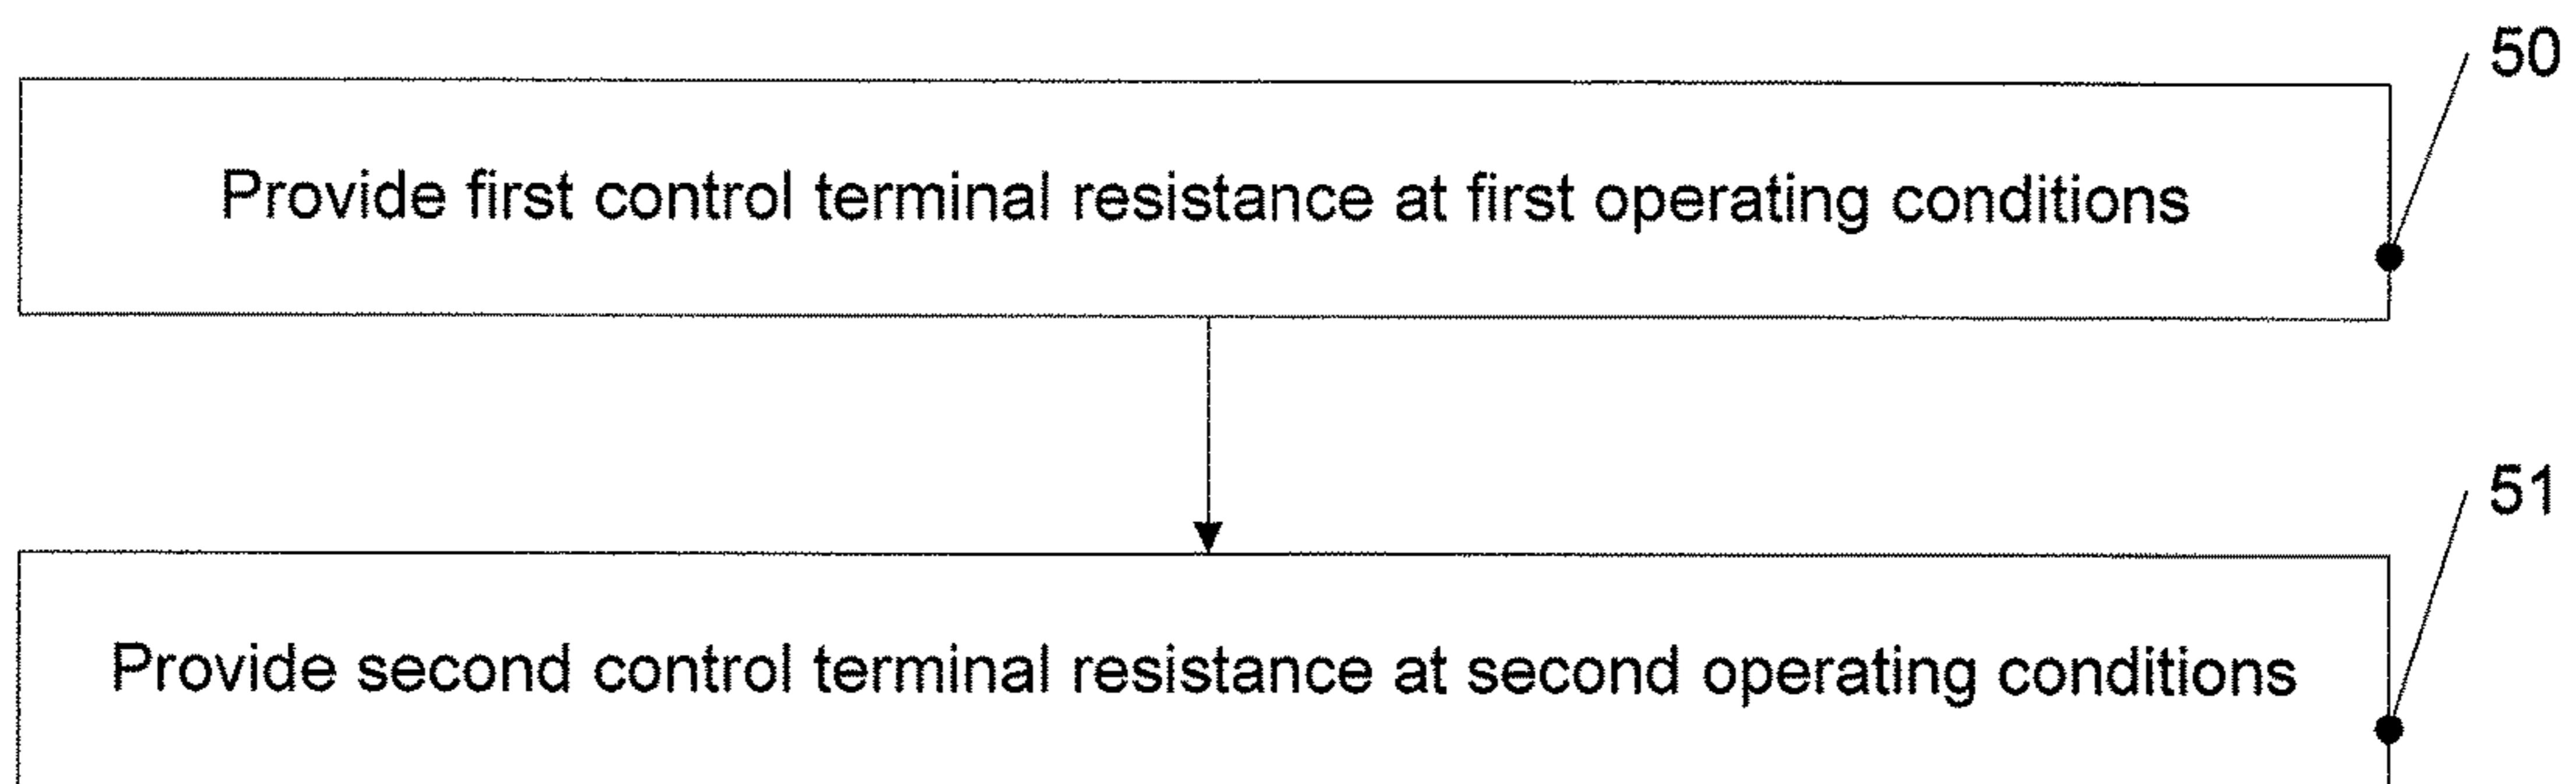 50
Provide first control terminal resistance at first operating conditions
51
Provide second control terminal resistance at second operating conditions